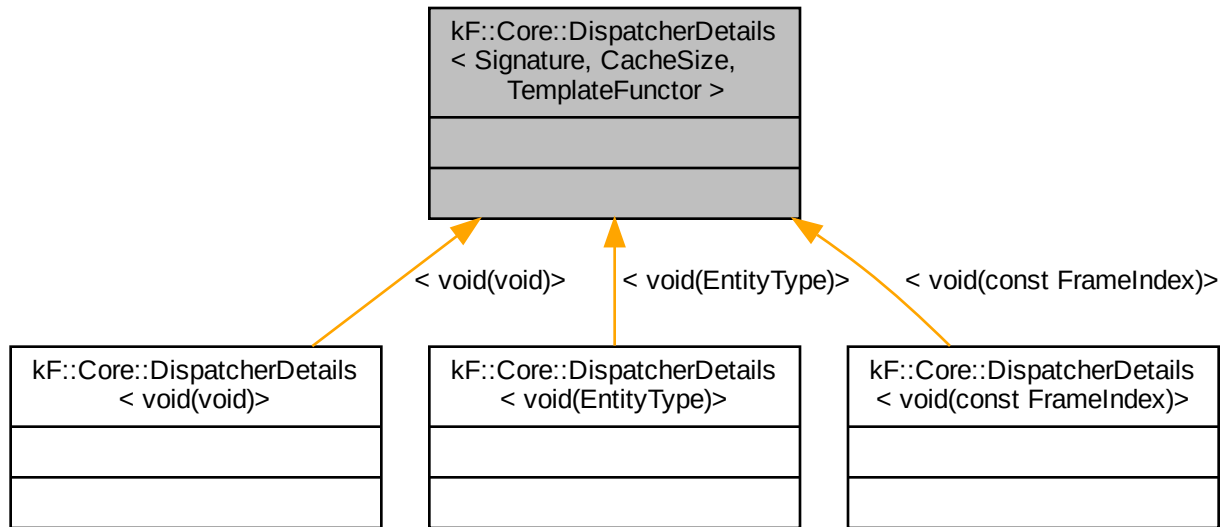 kF::Core::DispatcherDetails
< Signature, CacheSize,
TemplateFunctor >
< void(void)>
< void(EntityType)>
< void(const FrameIndex)>
kF::Core::DispatcherDetails
< void(void)>
kF::Core::DispatcherDetails
< void(EntityType)>
kF::Core::DispatcherDetails
< void(const FrameIndex)>